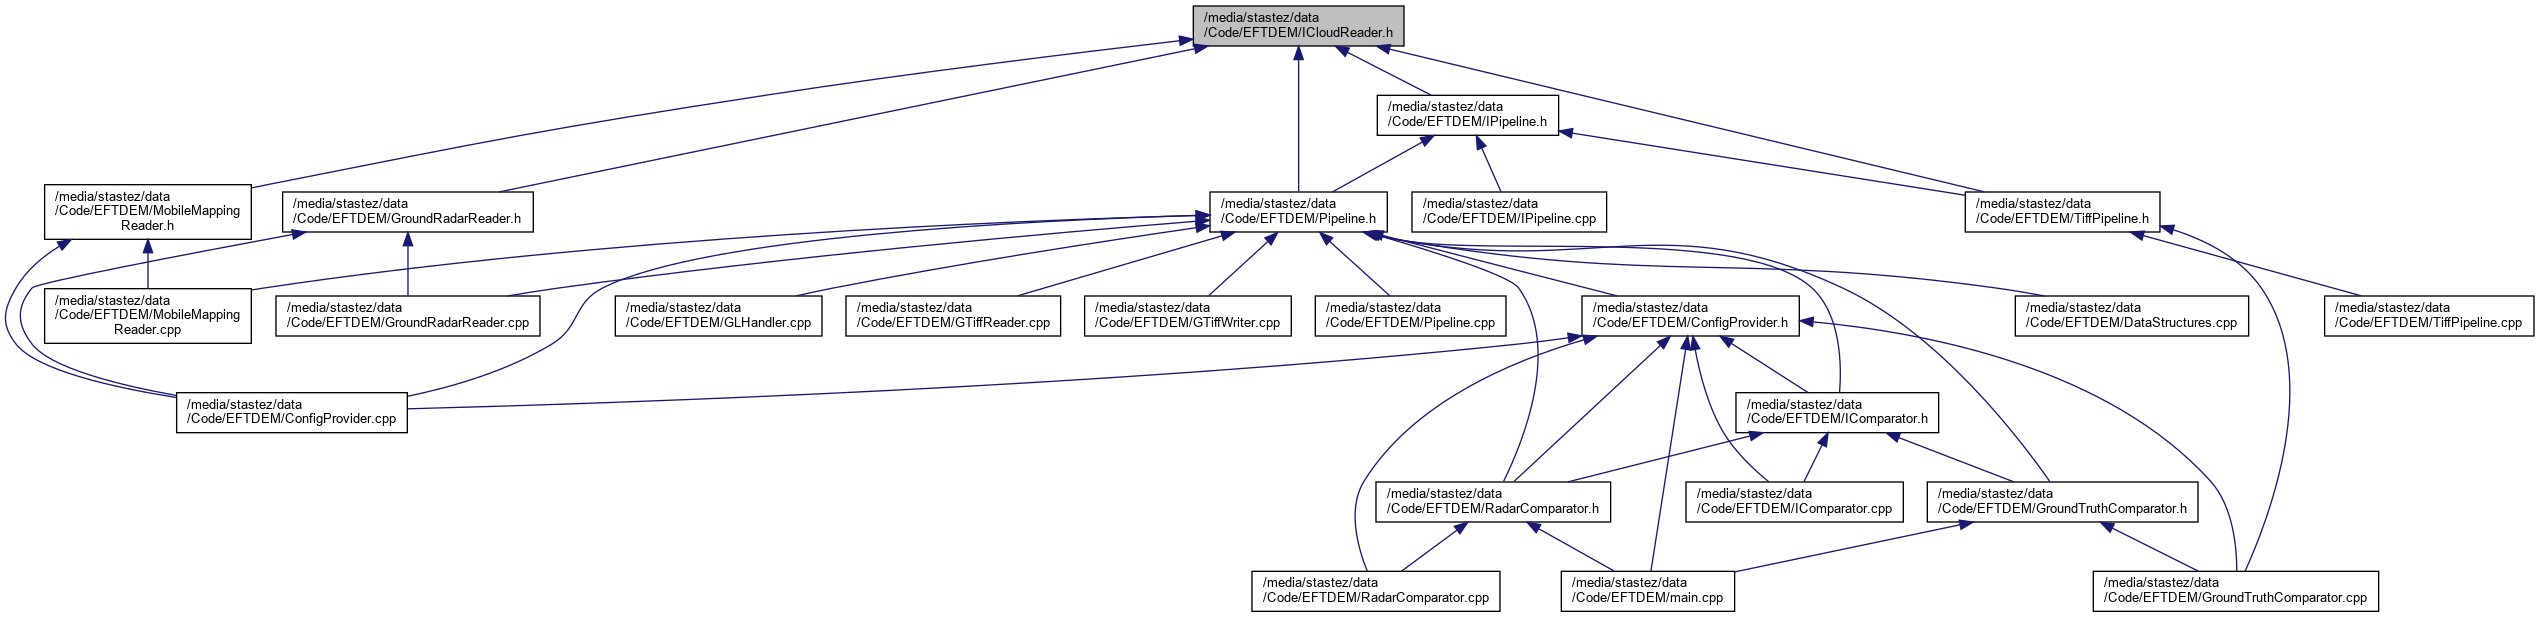 /media/stastez/data
/Code/EFTDEM/ICloudReader.h
/media/stastez/data
/Code/EFTDEM/IPipeline.h
/media/stastez/data
/Code/EFTDEM/MobileMapping
Reader.h
/media/stastez/data
/Code/EFTDEM/GroundRadarReader.h
/media/stastez/data
/Code/EFTDEM/Pipeline.h
/media/stastez/data
/Code/EFTDEM/IPipeline.cpp
/media/stastez/data
/Code/EFTDEM/TiffPipeline.h
/media/stastez/data
/Code/EFTDEM/MobileMapping
Reader.cpp
/media/stastez/data
/Code/EFTDEM/GroundRadarReader.cpp
/media/stastez/data
/Code/EFTDEM/GLHandler.cpp
/media/stastez/data
/Code/EFTDEM/GTiffReader.cpp
/media/stastez/data
/Code/EFTDEM/GTiffWriter.cpp
/media/stastez/data
/Code/EFTDEM/Pipeline.cpp
/media/stastez/data
/Code/EFTDEM/ConfigProvider.h
/media/stastez/data
/Code/EFTDEM/DataStructures.cpp
/media/stastez/data
/Code/EFTDEM/TiffPipeline.cpp
/media/stastez/data
/Code/EFTDEM/ConfigProvider.cpp
/media/stastez/data
/Code/EFTDEM/IComparator.h
/media/stastez/data
/Code/EFTDEM/RadarComparator.h
/media/stastez/data
/Code/EFTDEM/IComparator.cpp
/media/stastez/data
/Code/EFTDEM/GroundTruthComparator.h
/media/stastez/data
/Code/EFTDEM/RadarComparator.cpp
/media/stastez/data
/Code/EFTDEM/main.cpp
/media/stastez/data
/Code/EFTDEM/GroundTruthComparator.cpp